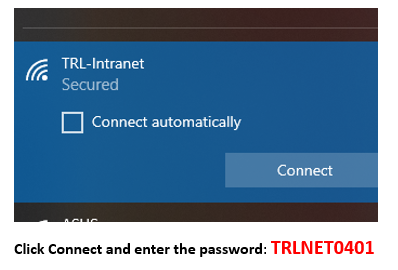 TRL-Intranet
Secured
Connect automatically
Connect
Click Connect and enter the password: TRLNET0401